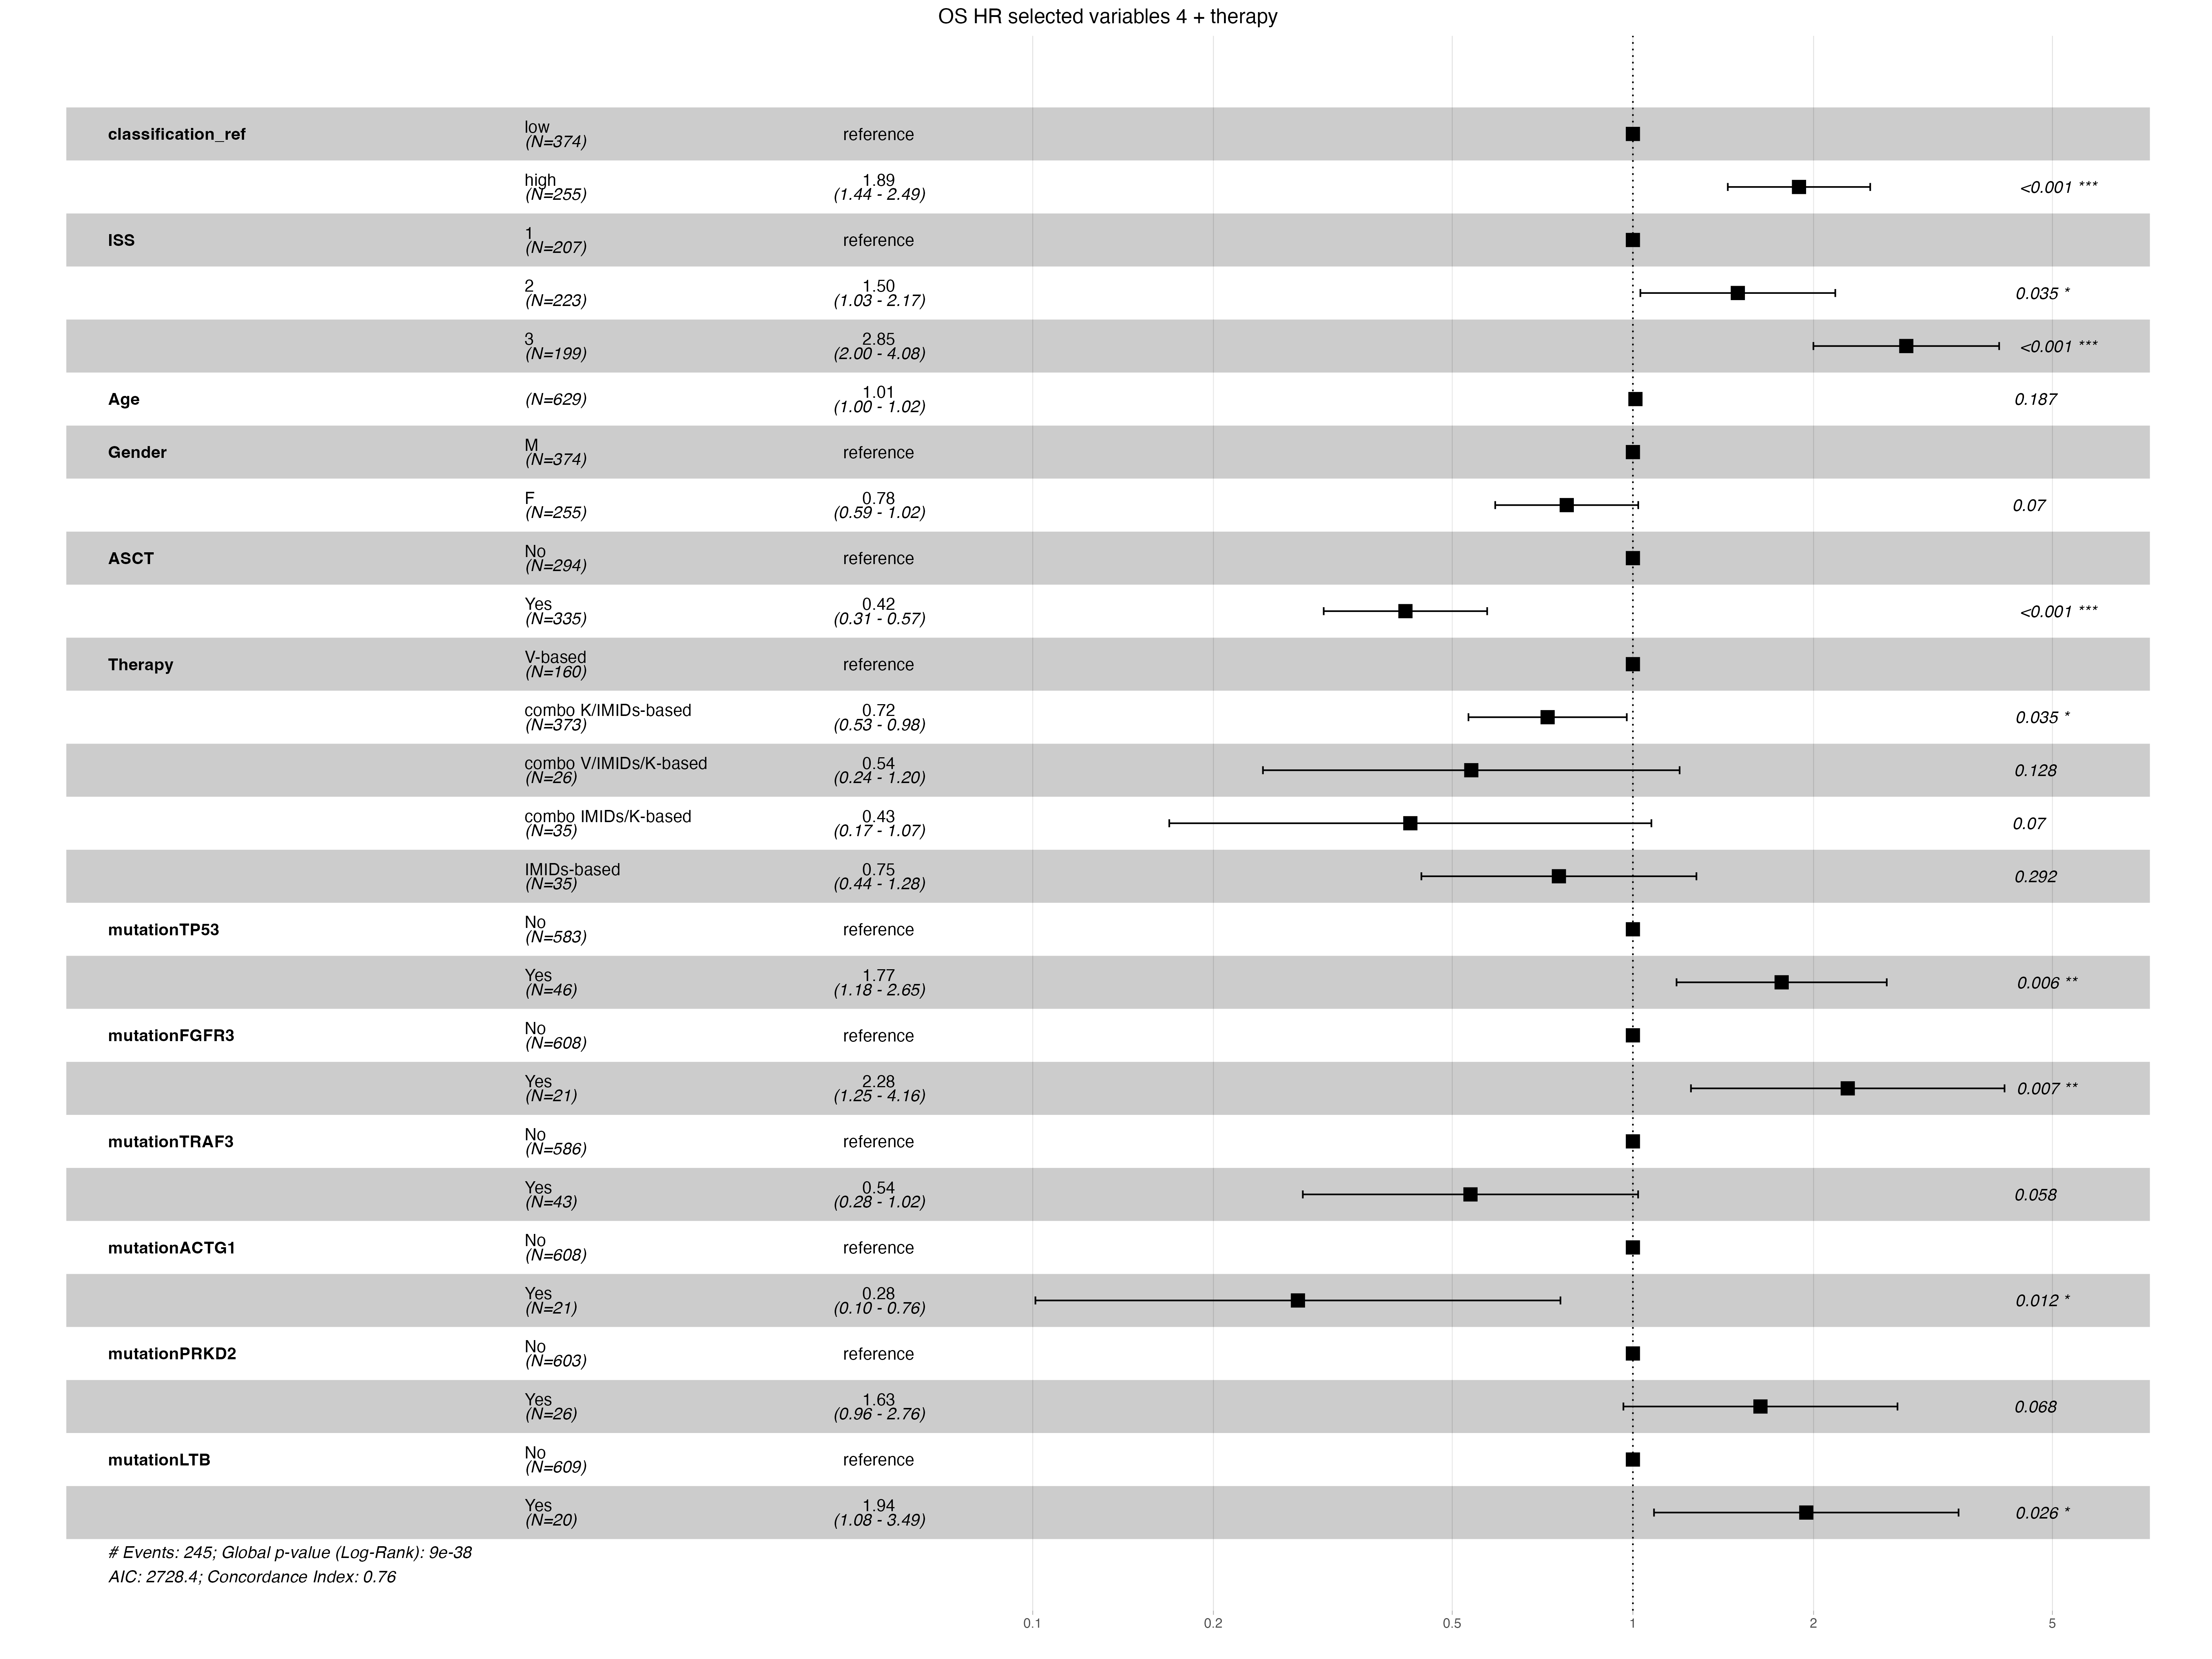 OS HR selected variables 4 + therapy
classification_ref low (N=374) reference
high (N=255) 1.89 (1.44 - 2.49) <0.001 ***
ISS 1 (N=207) reference
2 (N=223) 1.50 (1.03 - 2.17) 0.035 *
3 (N=199) 2.85 (2.00 - 4.08) <0.001 ***
Age (N=629) 1.01 (1.00 - 1.02) 0.187
Gender M (N=374) reference
F (N=255) 0.78 (0.59 - 1.02) 0.07
ASCT No (N=294) reference
Yes (N=335) 0.42 (0.31 - 0.57) <0.001 ***
Therapy V-based (N=160) reference
combo K/IMIDs-based (N=373) 0.72 (0.53 - 0.98) 0.035 *
combo V/IMIDs/K-based (N=26) 0.54 (0.24 - 1.20) 0.128
combo IMIDs/K-based (N=35) 0.43 (0.17 - 1.07) 0.07
IMIDs-based (N=35) 0.75 (0.44 - 1.28) 0.292
mutationTP53 No (N=583) reference
Yes (N=46) 1.77 (1.18 - 2.65) 0.006 **
mutationFGFR3 No (N=608) reference
Yes (N=21) 2.28 (1.25 - 4.16) 0.007 **
mutationTRAF3 No (N=586) reference
Yes (N=43) 0.54 (0.28 - 1.02) 0.058
mutationACTG1 No (N=608) reference
Yes (N=21) 0.28 (0.10 - 0.76) 0.012 *
mutationPRKD2 No (N=603) reference
Yes (N=26) 1.63 (0.96 - 2.76) 0.068
mutationLTB No (N=609) reference
Yes (N=20) 1.94 (1.08 - 3.49) 0.026 *
# Events: 245; Global p-value (Log-Rank): 9e-38
AIC: 2728.4; Concordance Index: 0.76
0.1 0.2 0.5 1 2 5